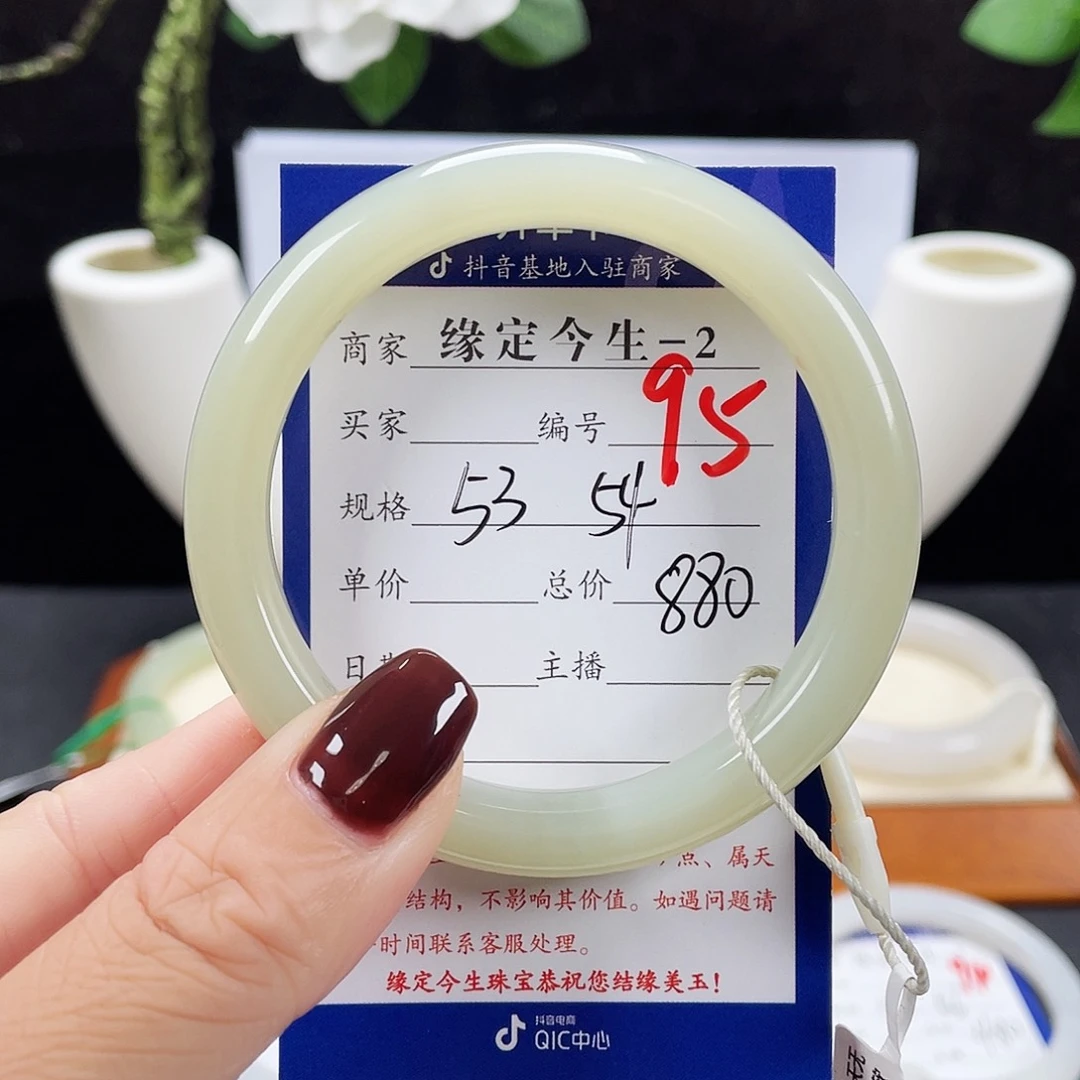 抖音基地入驻商家
商家 缘定今生-2
买家 编号 95
规格 53 54
单价 总价 880
主播
点、属天
结构，不影响其价值。如遇问题请
时间联系客服处理。
缘定今生珠宝恭祝您结缘美玉！
抖音电商
QIC中心